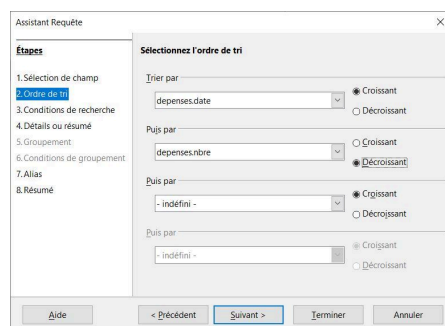 Assistant Requête
Étapes
1. Sélection de champ
2. Ordre de tri
3. Conditions de recherche
4. Détails ou résumé
5. Groupement
6. Conditions de groupement
7. Alias
8. Résumé
Sélectionnez l'ordre de tri
Trier par
depenses.date
Croissant
Décroissant
Puis par
depenses.nbre
Croissant
Décroissant
Puis par
- indéfini -
Croissant
Décroissant
Puis par
- indéfini -
Croissant
Décroissant
Aide
< Précédent
Suivant >
Terminer
Annuler